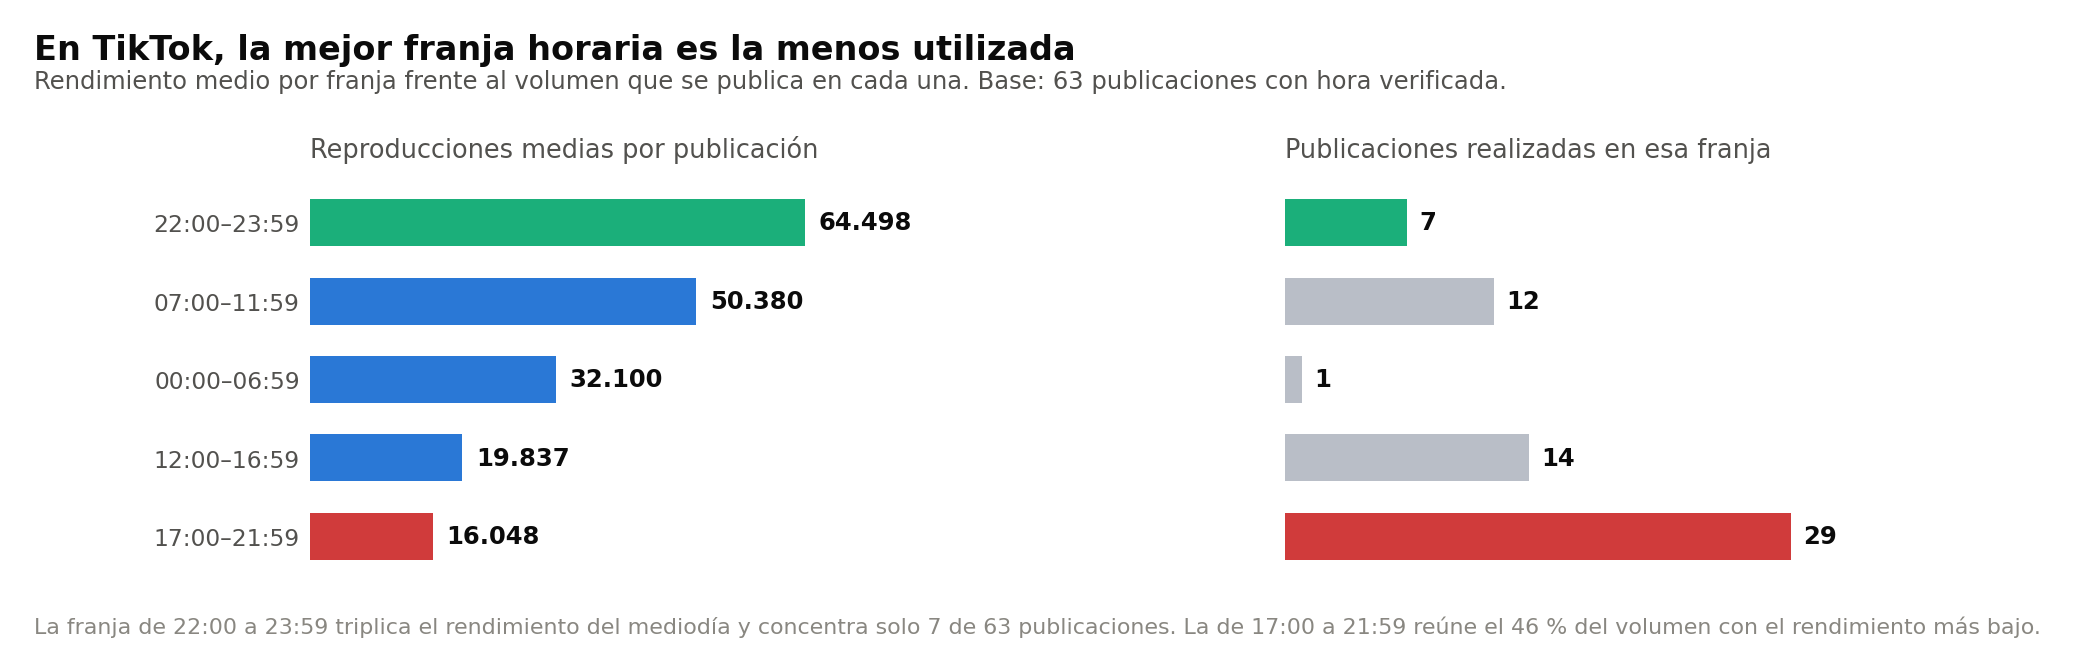 En TikTok, la mejor franja horaria es la menos utilizada
Rendimiento medio por franja frente al volumen que se publica en cada una. Base: 63 publicaciones con hora verificada.
Reproducciones medias por publicación
22:00–23:59 64.498
07:00–11:59 50.380
00:00–06:59 32.100
12:00–16:59 19.837
17:00–21:59 16.048
Publicaciones realizadas en esa franja
7
12
1
14
29
La franja de 22:00 a 23:59 triplica el rendimiento del mediodía y concentra solo 7 de 63 publicaciones. La de 17:00 a 21:59 reúne el 46 % del volumen con el rendimiento más bajo.